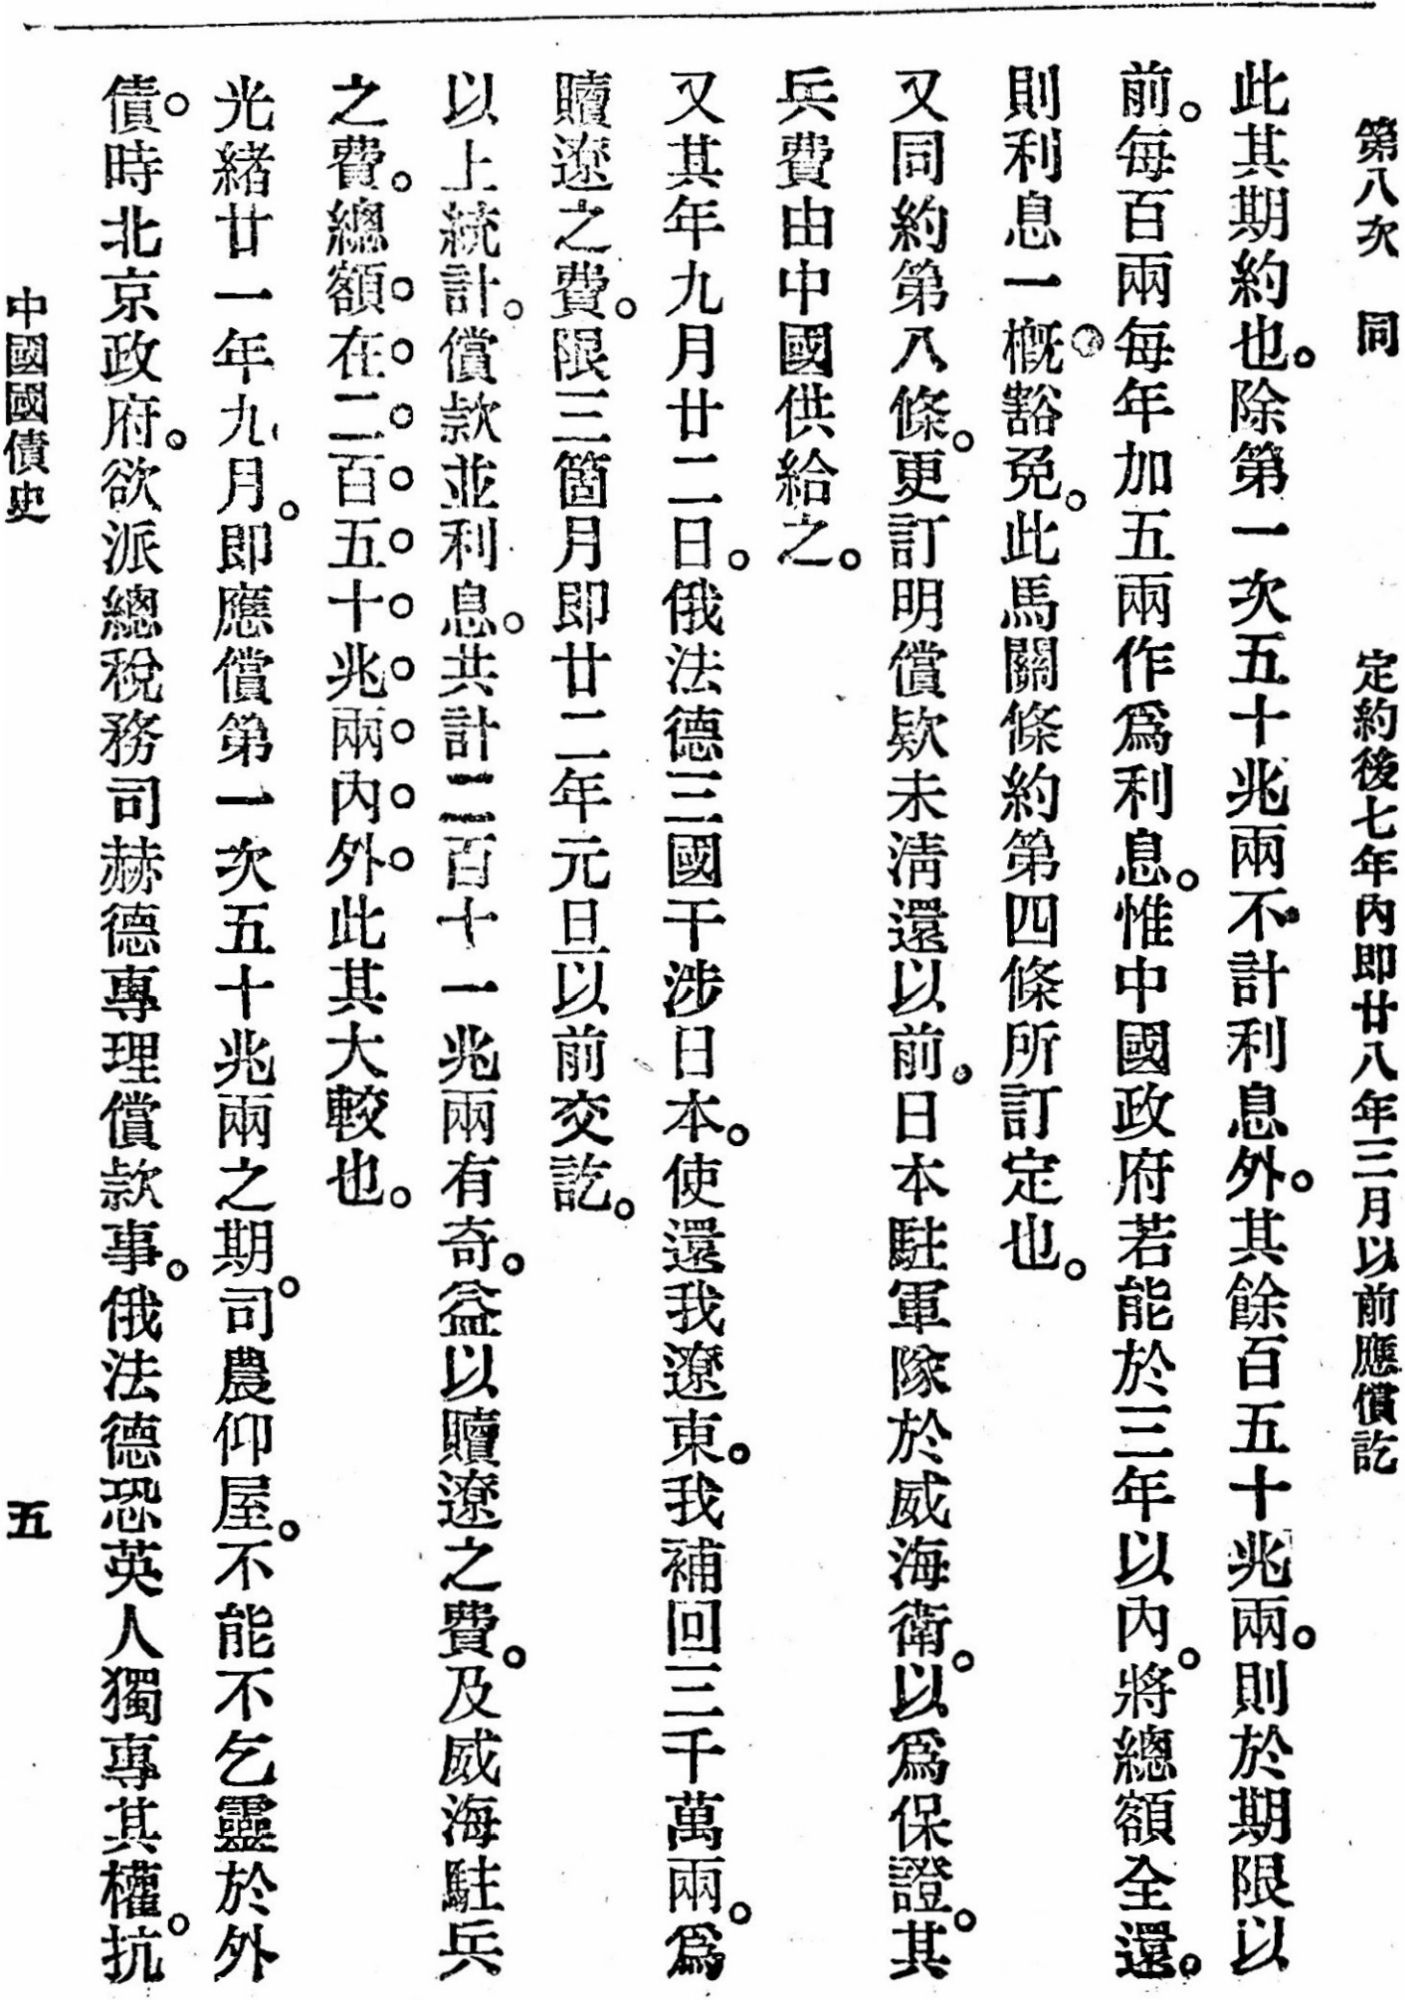 第八次　同　定約後七年內即廿八年三月以前應償訖
此其期約也。除第一次五十兆兩不計利息外。其餘百五十兆兩。則於期限以
前。每百兩每年加五兩作爲利息。惟中國政府若能於三年以內。將總額全還。
則利息一概豁免。此馬關條約第四條所訂定也。
又同約第八條。更訂明償欵未清還以前。日本駐軍隊於威海衛。以爲保證。其
兵費由中國供給之。
又其年九月廿二日。俄法德三國干涉日本。使還我遼東。我補回三千萬兩。爲
贖遼之費。限三箇月即廿二年元旦以前交訖。
以上統計。償款並利息。共計二百十一兆兩有奇。益以贖遼之費。及威海駐兵
之費。總額在二百五十兆兩內外此其大較也。
光緒廿一年九月。即應償第一次五十兆兩之期。司農仰屋。不能不乞靈於外
債。時北京政府。欲派總稅務司赫德專理償款事。俄法德恐英人獨專其權。抗
中國國債史
五